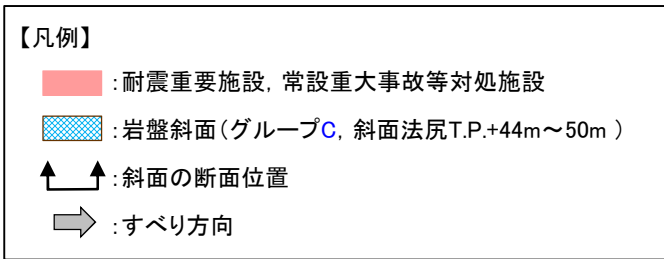 【凡例】
:耐震重要施設，常設重大事故等対処施設
:岩盤斜面（グループC，斜面法尻T.P.+44m～50m ）
:斜面の断面位置
:すべり方向